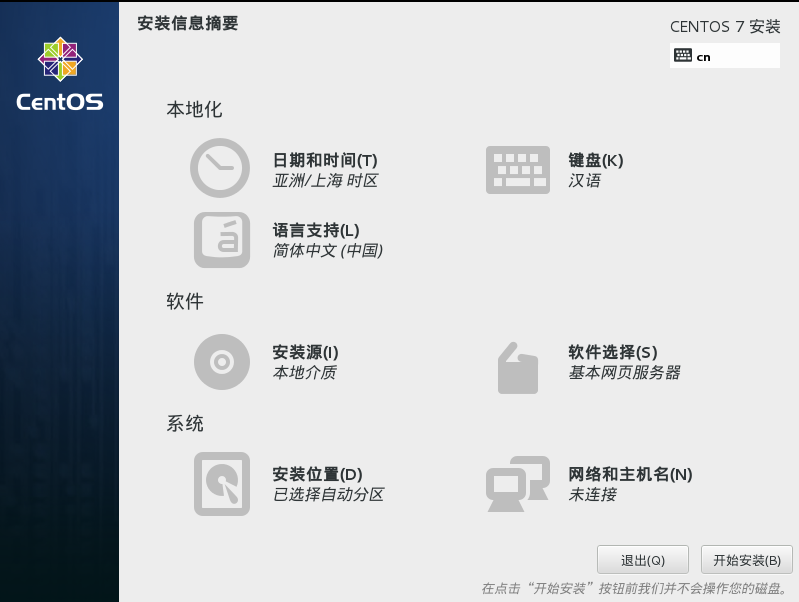 CentOS
安装信息摘要
CENTOS 7 安装
cn
本地化
日期和时间(T)
亚洲/上海 时区
键盘(K)
汉语
语言支持(L)
简体中文 (中国)
软件
安装源(I)
本地介质
软件选择(S)
基本网页服务器
系统
安装位置(D)
已选择自动分区
网络和主机名(N)
未连接
退出(Q)
开始安装(B)
在点击“开始安装”按钮前我们并不会操作您的磁盘。